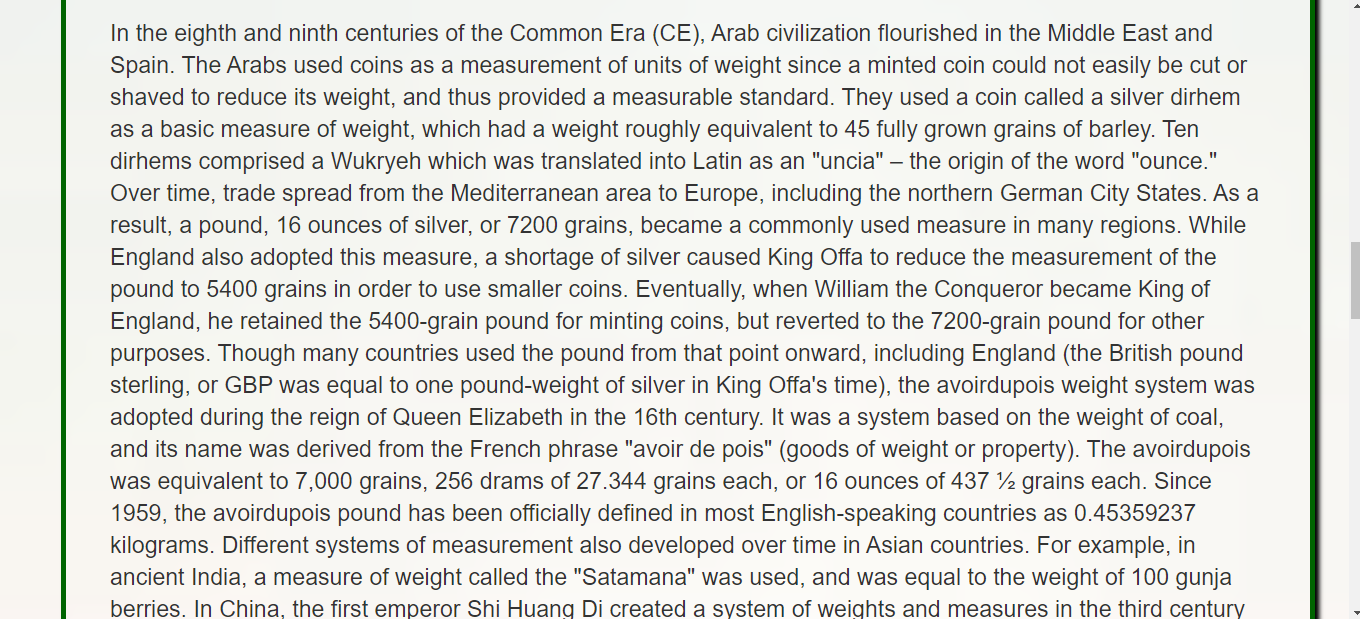 In the eighth and ninth centuries of the Common Era (CE), Arab civilization flourished in the Middle East and
Spain. The Arabs used coins as a measurement of units of weight since a minted coin could not easily be cut or
shaved to reduce its weight, and thus provided a measurable standard. They used a coin called a silver dirhem
as a basic measure of weight, which had a weight roughly equivalent to 45 fully grown grains of barley. Ten
dirhems comprised a Wukryeh which was translated into Latin as an "uncia" – the origin of the word "ounce."
Over time, trade spread from the Mediterranean area to Europe, including the northern German City States. As a
result, a pound, 16 ounces of silver, or 7200 grains, became a commonly used measure in many regions. While
England also adopted this measure, a shortage of silver caused King Offa to reduce the measurement of the
pound to 5400 grains in order to use smaller coins. Eventually, when William the Conqueror became King of
England, he retained the 5400-grain pound for minting coins, but reverted to the 7200-grain pound for other
purposes. Though many countries used the pound from that point onward, including England (the British pound
sterling, or GBP was equal to one pound-weight of silver in King Offa's time), the avoirdupois weight system was
adopted during the reign of Queen Elizabeth in the 16th century. It was a system based on the weight of coal,
and its name was derived from the French phrase "avoir de pois" (goods of weight or property). The avoirdupois
was equivalent to 7,000 grains, 256 drams of 27.344 grains each, or 16 ounces of 437 ½ grains each. Since
1959, the avoirdupois pound has been officially defined in most English-speaking countries as 0.45359237
kilograms. Different systems of measurement also developed over time in Asian countries. For example, in
ancient India, a measure of weight called the "Satamana" was used, and was equal to the weight of 100 gunja
berries. In China, the first emperor Shi Huang Di created a system of weights and measures in the third century